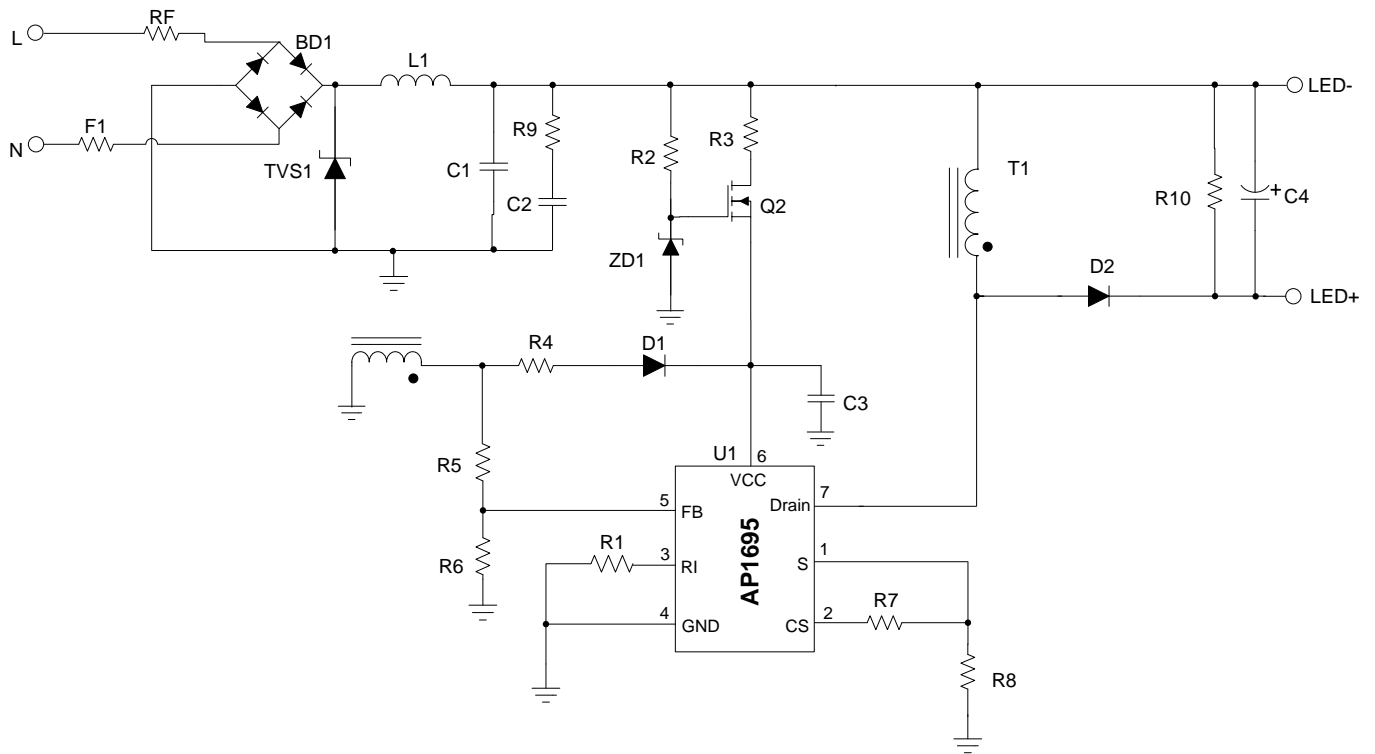 RF
L
BD1
L1
LED-
F1
N
R9
R2
R3
TVS1
C1
T1
C2
Q2
R10
+
C4
ZD1
D2
LED+
R4
D1
C3
U1
6
VCC
R5
5
FB
7
Drain
R6
R1
3
RI
AP1695
1
S
4
GND
R7
2
CS
R8